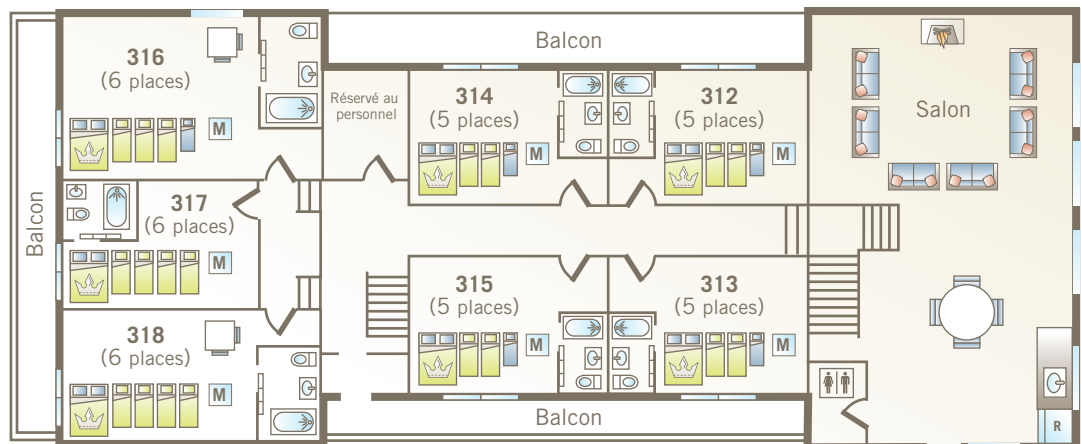 Balcon
316
(6 places)
M
Réservé au
personnel
314
(5 places)
M
312
(5 places)
M
Salon
Balcon
317
(6 places)
M
318
(6 places)
M
315
(5 places)
M
313
(5 places)
M
Balcon
R